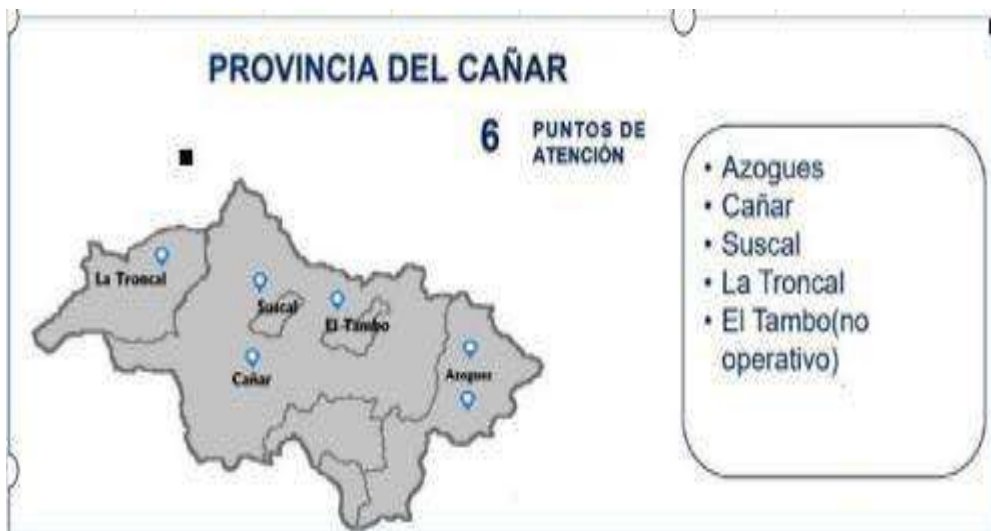 PROVINCIA DEL CAÑAR
6 PUNTOS DE
ATENCIÓN
La Troncal
Suscal
El Tambo
Cañar
Azogues
• Azogues
• Cañar
• Suscal
• La Troncal
• El Tambo(no
operativo)